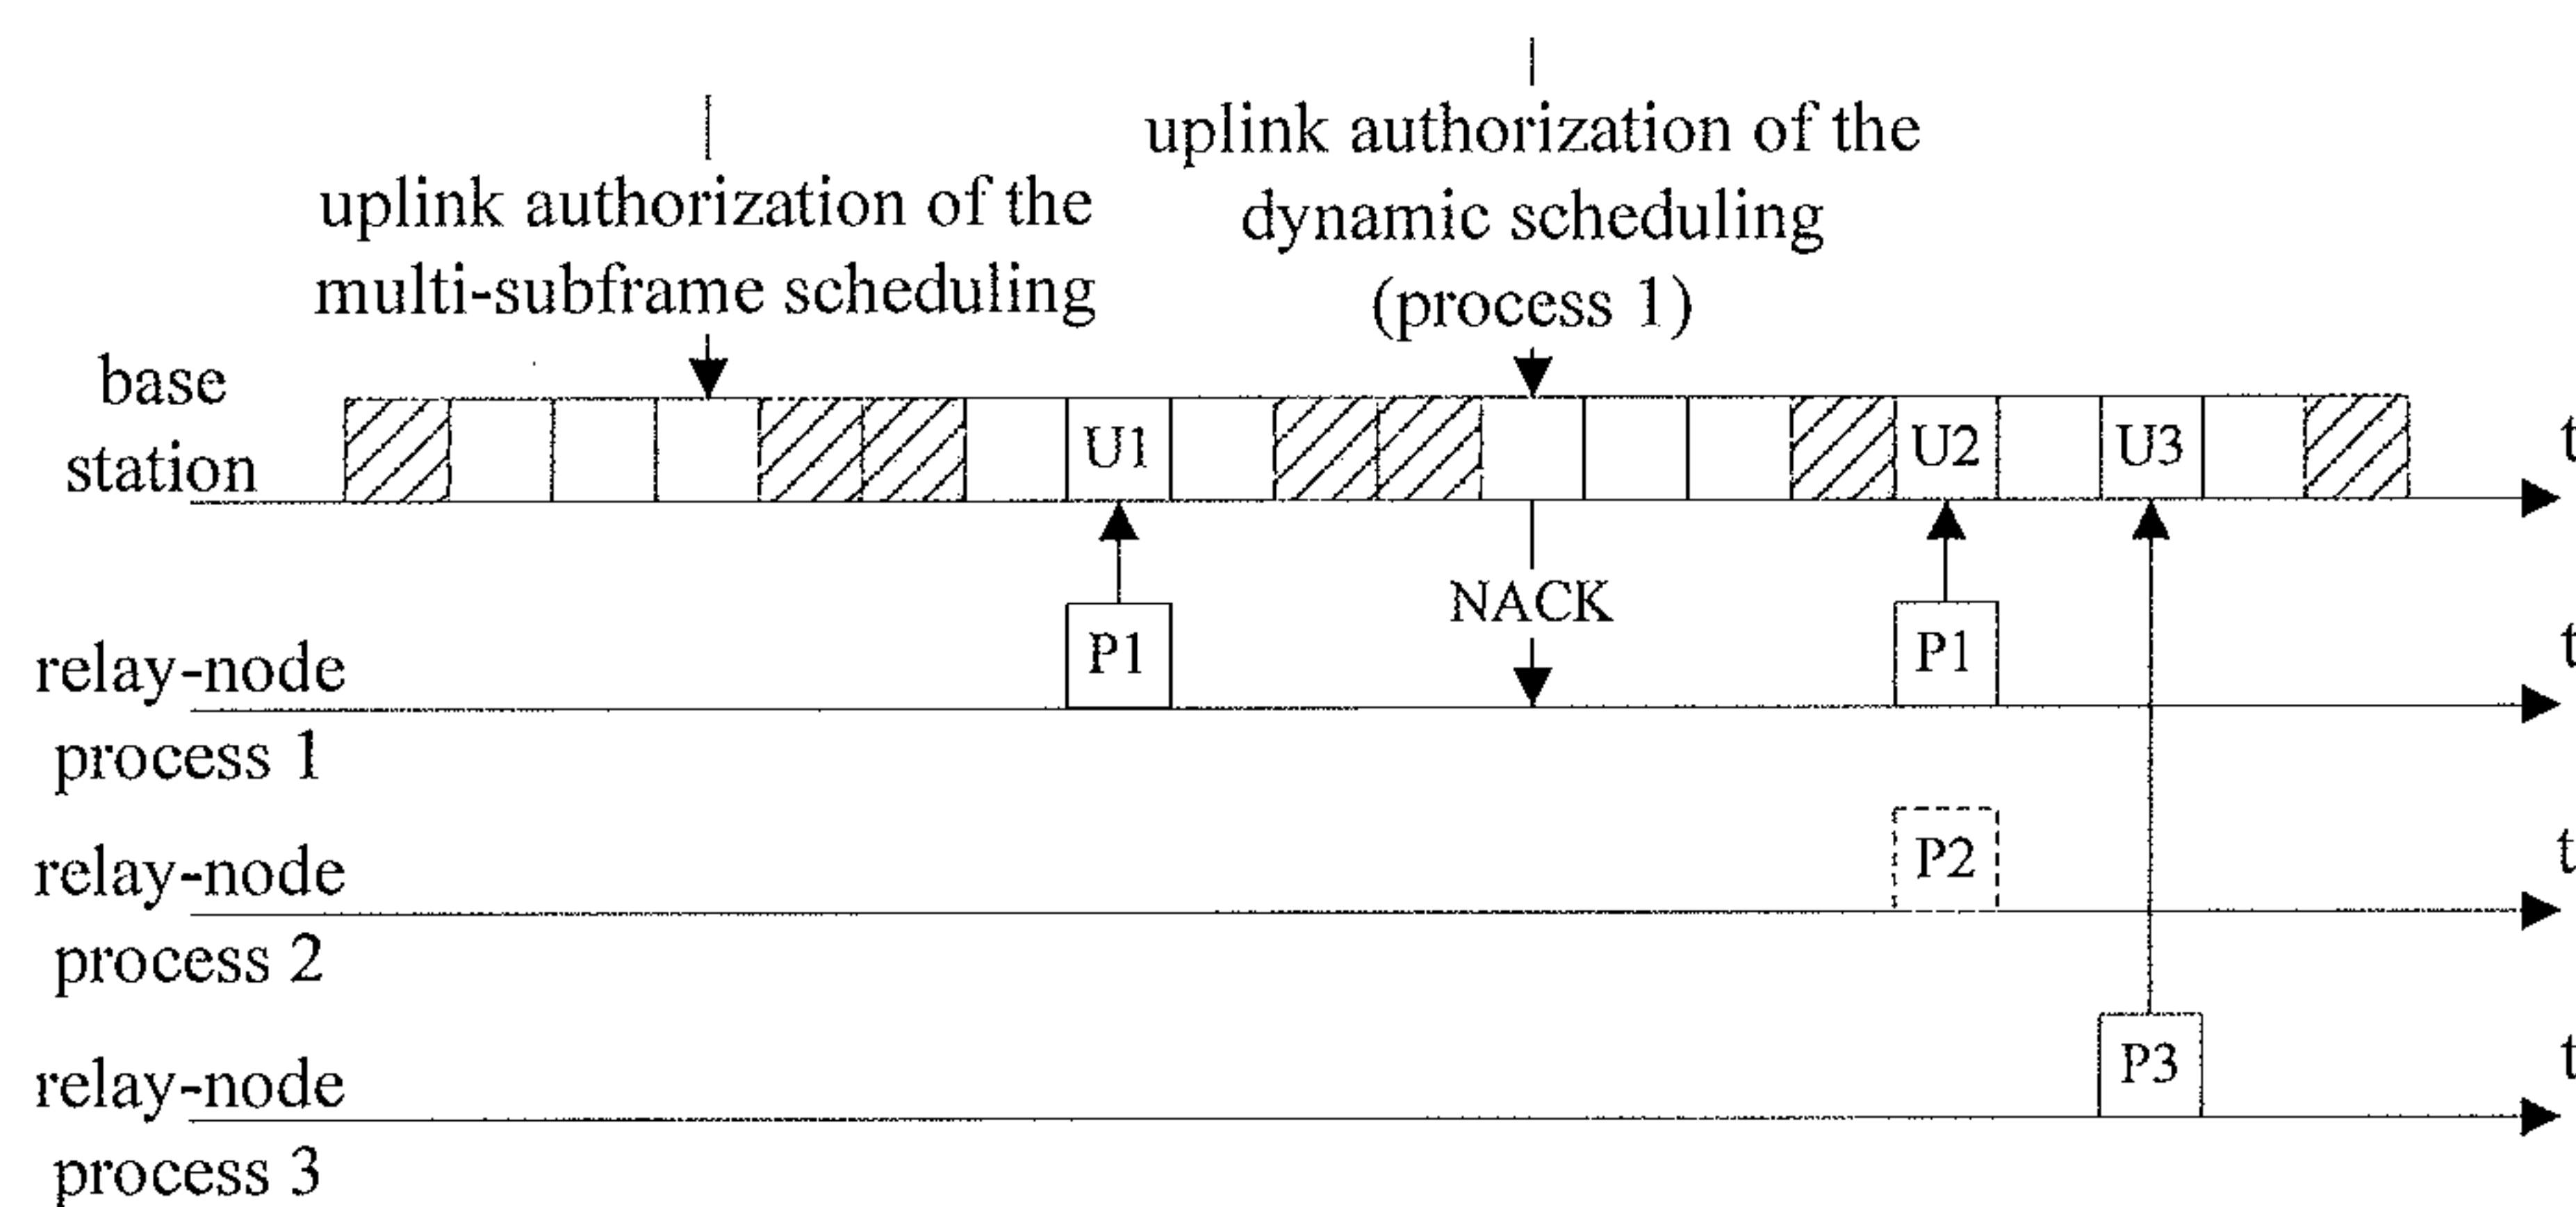 uplink authorization of the
dynamic scheduling
(process 1)
uplink authorization of the
multi-subframe scheduling
base
station
U1
U2
U3
t
NACK
P1
P1
relay-node
process 1
t
P2
relay-node
process 2
t
P3
relay-node
process 3
t